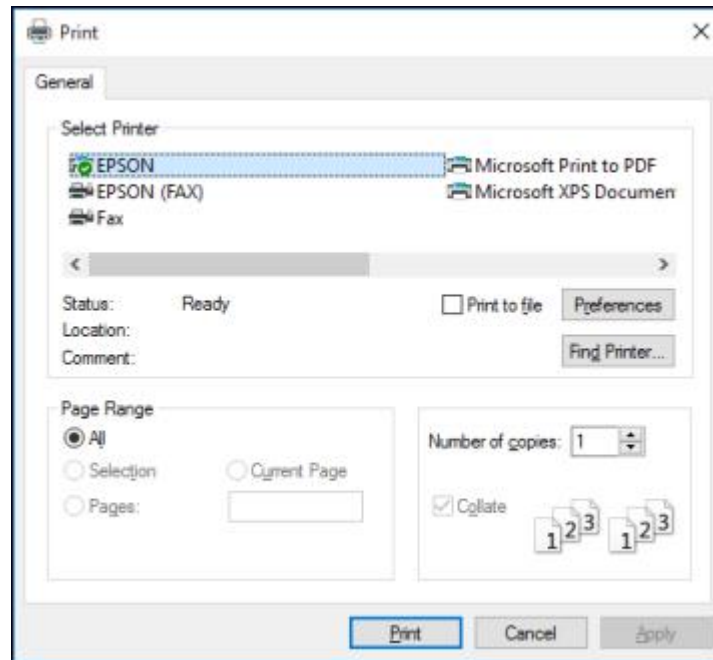 Print
General
Select Printer
EPSON
Microsoft Print to PDF
EPSON (FAX)
Microsoft XPS Documen
Fax
Status: Ready
Print to file
Preferences
Location:
Comment:
Find Printer...
Page Range
All
Selection
Current Page
Pages:
Number of copies: 1
Collate
1 2 3 1 2 3
Print
Cancel
Apply